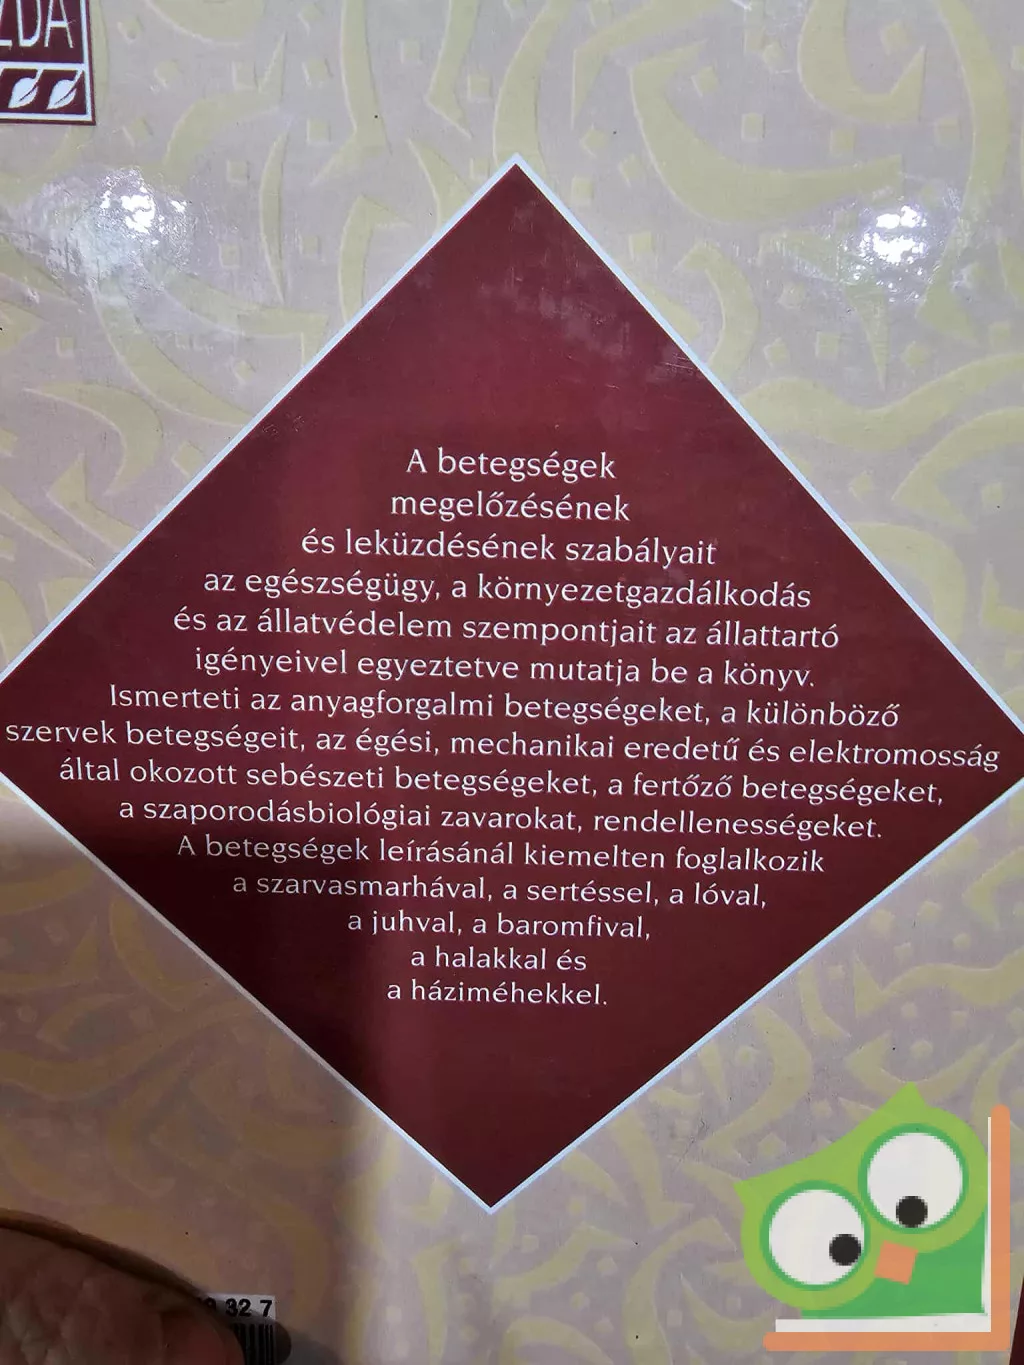 A betegségek
megelőzésének
és leküzdésének szabályait
az egészségügy, a környezetgazdálkodás
és az állatvédelem szempontjait az állattartó
igényeivel egyeztetve mutatja be a könyv.
Ismerteti az anyagforgalmi betegségeket, a különböző
szervek betegségeit, az égési, mechanikai eredetű és elektromosság
által okozott sebészeti betegségeket, a fertőző betegségeket,
a szaporodásbiológiai zavarokat, rendellenességeket.
A betegségek leírásánál kiemelten foglalkozik
a szarvasmarhával, a sertéssel, a lóval,
a juhval, a baromfival,
a halakkal és
a háziméhekkel.
32 7